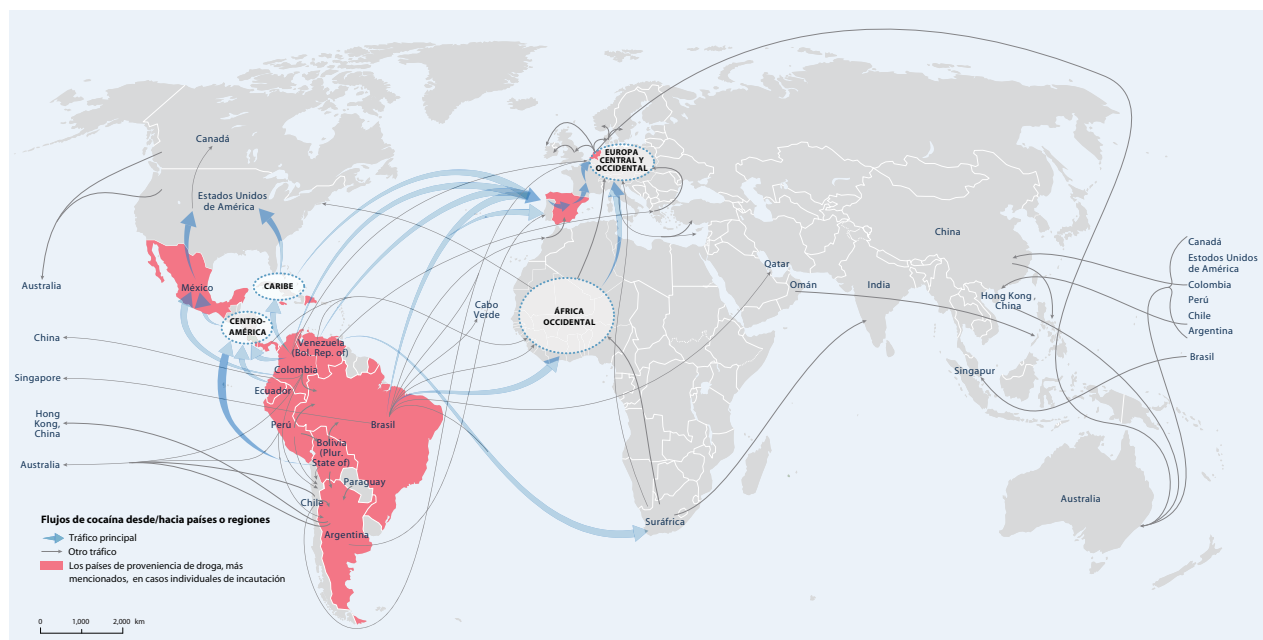 Canadá
Estados Unidos
de América
México
CARIBE
CENTRO-
AMÉRICA
Venezuela
(Bol. Rep. of)
Colombia
Ecuador
Perú
Brasil
Bolivia
(Plur.
State of)
Paraguay
Chile
Argentina
Australia
China
Singapore
Hong
Kong,
China
Australia
EUROPA
CENTRAL Y
OCCIDENTAL
Cabo
Verde
ÁFRICA
OCCIDENTAL
Suráfrica
Qatar
Omán
India
China
Hong Kong,
China
Singapur
Australia
Canadá
Estodos Unidos
de América
Colombia
Perú
Chile
Argentina
Brasil
Flujos de cocaína desde/hacia países o regiones
Tráfico principal
Otro tráfico
Los países de proveniencia de droga, más
mencionados, en casos individuales de incautación
0 1,000 2,000 km